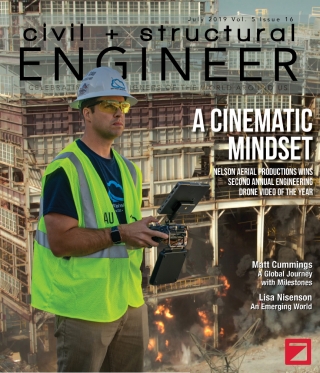 July 2019 Vol. 5 Issue 16
civil + structural
ENGINEER
A CINEMATIC
MINDSET
NELSON AERIAL PRODUCTIONS WINS
SECOND ANNUAL ENGINEERING
DRONE VIDEO OF THE YEAR
Matt Cummings
A Global Journey
with Milestones
Lisa Nisenson
An Emerging World